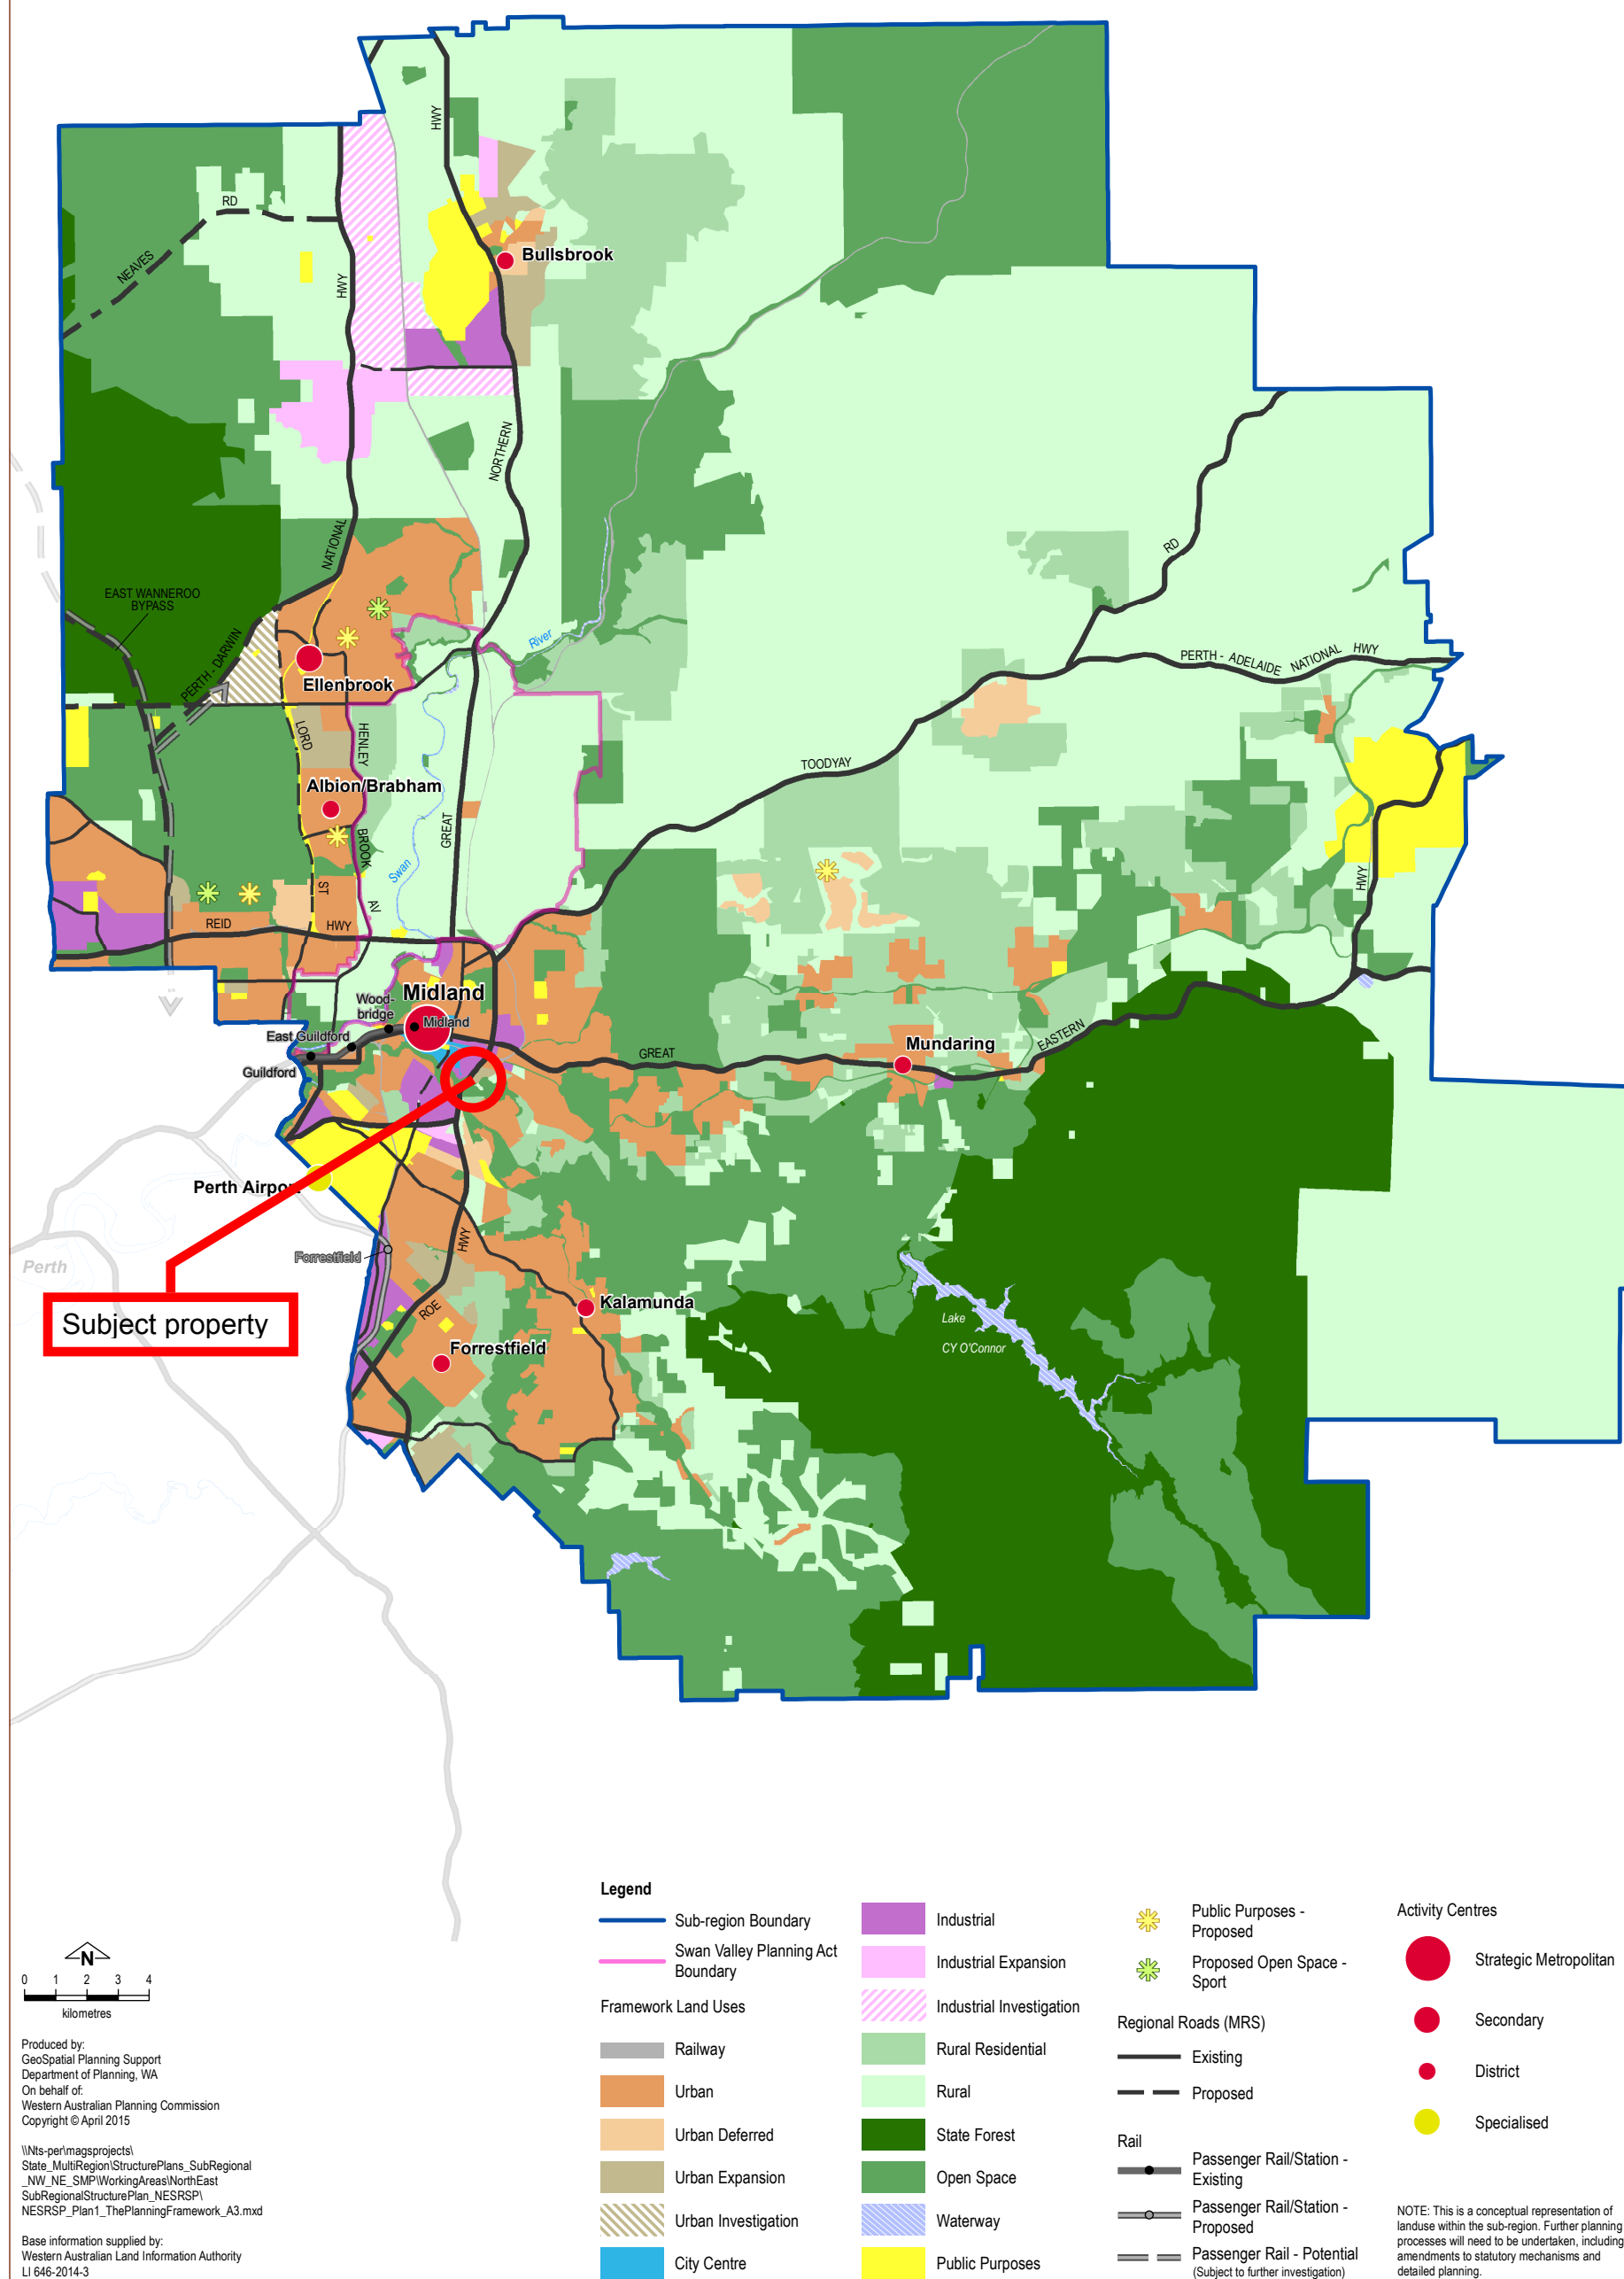 HWY
RD
NEAVES
HWY
Bullsbrook
NORTHERN
NATIONAL
RD
EAST WANNEROO
BYPASS
PERTH - DARWIN
River
PERTH - ADELAIDE NATIONAL HWY
Ellenbrook
LORD
HENLEY
TOODYAY
Albion/Brabham
GREAT
BROOK
Swan
ST
AV
HWY
REID
HWY
Midland
Wood-
bridge
Midland
East Guildford
Guildford
GREAT
Mundaring
EASTERN
Perth Airport
HWY
Forrestfield
Perth
Subject property
ROE
Kalamunda
Forrestfield
Lake
CY O'Connor
N
0 1 2 3 4
kilometres
Produced by:
GeoSpatial Planning Support
Department of Planning, WA
On behalf of:
Western Australian Planning Commission
Copyright © April 2015
\\Nts-per\magsprojects\
State_MultiRegion\StructurePlans_SubRegional
_NW_NE_SMP\WorkingAreas\NorthEast
SubRegionalStructurePlan_NESRSP\
NESRSP_Plan1_ThePlanningFramework_A3.mxd
Base information supplied by:
Western Australian Land Information Authority
LI 646-2014-3
Legend
Sub-region Boundary
Swan Valley Planning Act
Boundary
Framework Land Uses
Railway
Urban
Urban Deferred
Urban Expansion
Urban Investigation
City Centre
Industrial
Industrial Expansion
Industrial Investigation
Rural Residential
Rural
State Forest
Open Space
Waterway
Public Purposes
Public Purposes -
Proposed
Proposed Open Space -
Sport
Regional Roads (MRS)
Existing
Proposed
Rail
Passenger Rail/Station -
Existing
Passenger Rail/Station -
Proposed
Passenger Rail - Potential
(Subject to further investigation)
Activity Centres
Strategic Metropolitan
Secondary
District
Specialised
NOTE: This is a conceptual representation of
landuse within the sub-region. Further planning
processes will need to be undertaken, including
amendments to statutory mechanisms and
detailed planning.